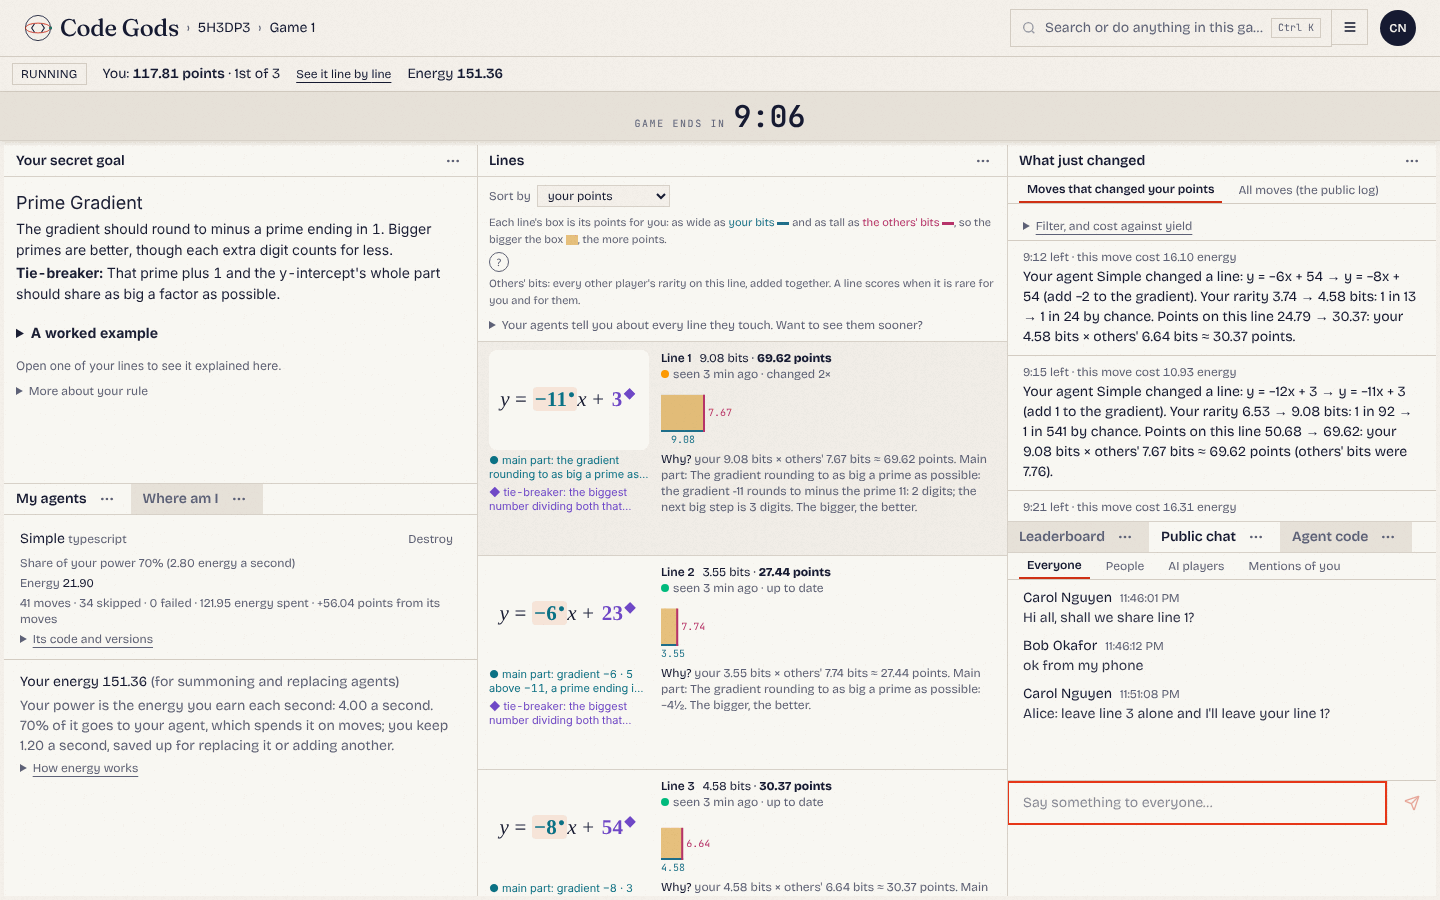 Code Gods › 5H3DP3 › Game 1
Search or do anything in this ga... Ctrl K ☰ CN
RUNNING You: 117.81 points · 1st of 3 See it line by line Energy 151.36
GAME ENDS IN 9:06
Your secret goal ···
Prime Gradient
The gradient should round to minus a prime ending in 1. Bigger
primes are better, though each extra digit counts for less.
Tie-breaker: That prime plus 1 and the y-intercept's whole part
should share as big a factor as possible.
▶ A worked example
Open one of your lines to see it explained here.
▶ More about your rule
My agents ··· Where am I ···
Simple typescript Destroy
Share of your power 70% (2.80 energy a second)
Energy 21.90
41 moves · 34 skipped · 0 failed · 121.95 energy spent · +56.04 points from its
moves
▶ Its code and versions
Your energy 151.36 (for summoning and replacing agents)
Your power is the energy you earn each second: 4.00 a second.
70% of it goes to your agent, which spends it on moves; you keep
1.20 a second, saved up for replacing it or adding another.
▶ How energy works
Lines ···
Sort by your points
Each line's box is its points for you: as wide as your bits and as tall as the others' bits, so the
bigger the box, the more points.
?
Others' bits: every other player's rarity on this line, added together. A line scores when it is rare for
you and for them.
▶ Your agents tell you about every line they touch. Want to see them sooner?
y = −11●x + 3◆
● main part: the gradient
rounding to as big a prime as...
◆ tie-breaker: the biggest
number dividing both that...
Line 1 9.08 bits · 69.62 points
seen 3 min ago · changed 2×
7.67
9.08
Why? your 9.08 bits × others' 7.67 bits ≈ 69.62 points. Main
part: The gradient rounding to as big a prime as possible:
the gradient -11 rounds to minus the prime 11: 2 digits; the
next big step is 3 digits. The bigger, the better.
y = −6●x + 23◆
● main part: gradient −6 · 5
above −11, a prime ending i...
◆ tie-breaker: the biggest
number dividing both that...
Line 2 3.55 bits · 27.44 points
seen 3 min ago · up to date
7.74
3.55
Why? your 3.55 bits × others' 7.74 bits ≈ 27.44 points. Main
part: The gradient rounding to as big a prime as possible:
−4½. The bigger, the better.
y = −8●x + 54◆
● main part: gradient −8 · 3
Line 3 4.58 bits · 30.37 points
seen 3 min ago · up to date
6.64
4.58
Why? your 4.58 bits × others' 6.64 bits ≈ 30.37 points. Main
What just changed ···
Moves that changed your points All moves (the public log)
▶ Filter, and cost against yield
9:12 left · this move cost 16.10 energy
Your agent Simple changed a line: y = −6x + 54 → y = −8x +
54 (add −2 to the gradient). Your rarity 3.74 → 4.58 bits: 1 in 13
→ 1 in 24 by chance. Points on this line 24.79 → 30.37: your
4.58 bits × others' 6.64 bits ≈ 30.37 points.
9:15 left · this move cost 10.93 energy
Your agent Simple changed a line: y = −12x + 3 → y = −11x + 3
(add 1 to the gradient). Your rarity 6.53 → 9.08 bits: 1 in 92 →
1 in 541 by chance. Points on this line 50.68 → 69.62: your
9.08 bits × others' 7.67 bits ≈ 69.62 points (others' bits were
7.76).
9:21 left · this move cost 16.31 energy
Leaderboard ··· Public chat ··· Agent code ···
Everyone People AI players Mentions of you
Carol Nguyen 11:46:01 PM
Hi all, shall we share line 1?
Bob Okafor 11:46:12 PM
ok from my phone
Carol Nguyen 11:51:08 PM
Alice: leave line 3 alone and I'll leave your line 1?
Say something to everyone...